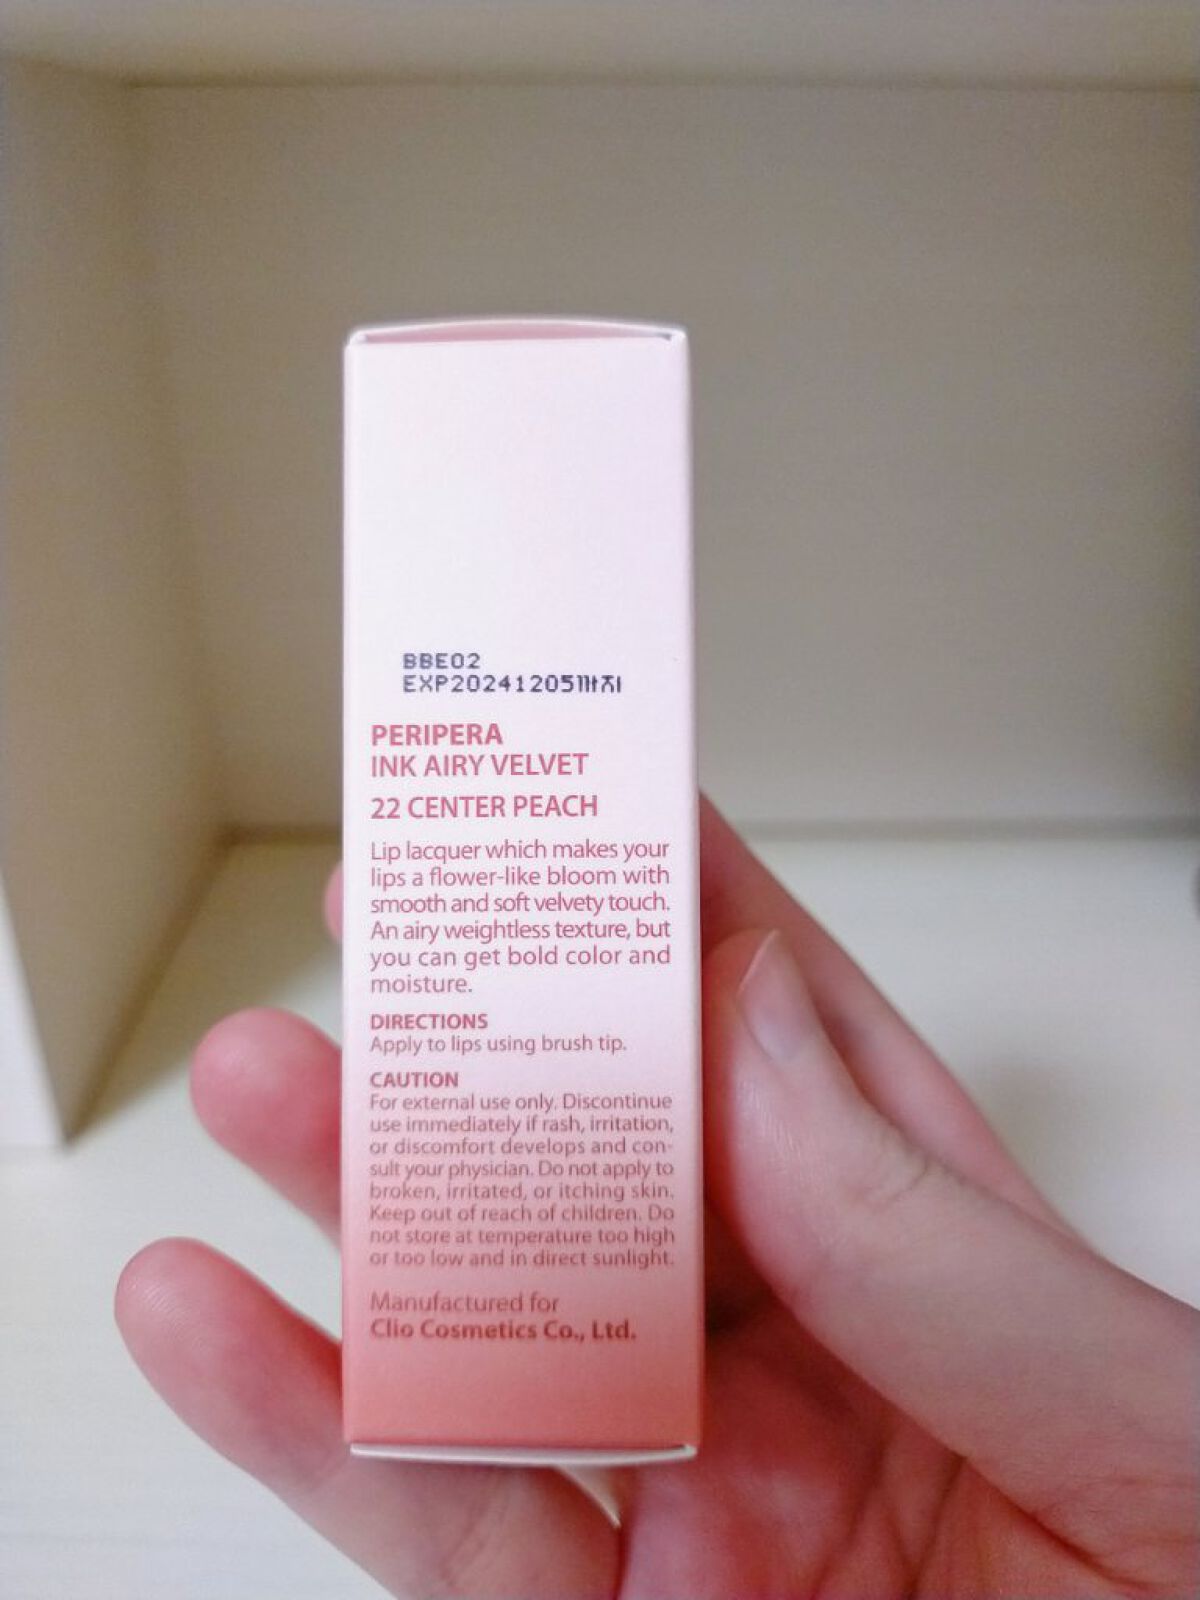 BBE02
EXP20241205까지
PERIPERA
INK AIRY VELVET
22 CENTER PEACH
Lip lacquer which makes your
lips a flower-like bloom with
smooth and soft velvety touch.
An airy weightless texture, but
you can get bold color and
moisture.
DIRECTIONS
Apply to lips using brush tip.
CAUTION
For external use only. Discontinue
use immediately if rash, irritation,
or discomfort develops and con-
sult your physician. Do not apply to
broken, irritated, or itching skin.
Keep out of reach of children. Do
not store at temperature too high
or too low and in direct sunlight.
Manufactured for
Clio Cosmetics Co., Ltd.